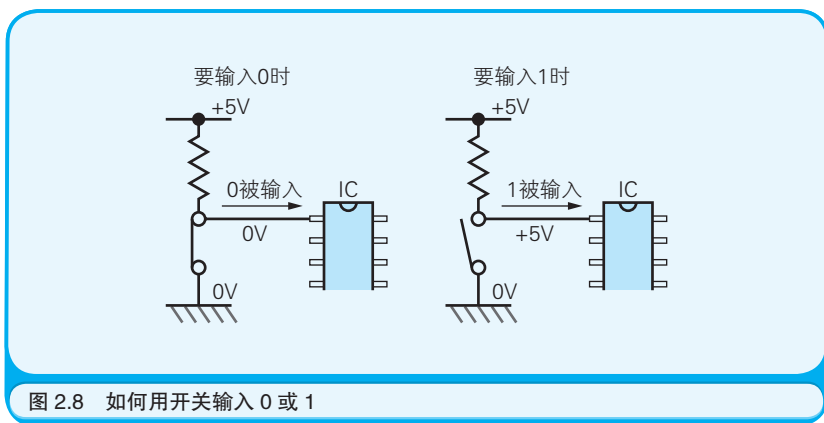 要输入0时
+5V
0被输入
IC
0V
0V
要输入1时
+5V
1被输入
IC
+5V
0V
图 2.8 如何用开关输入 0 或 1